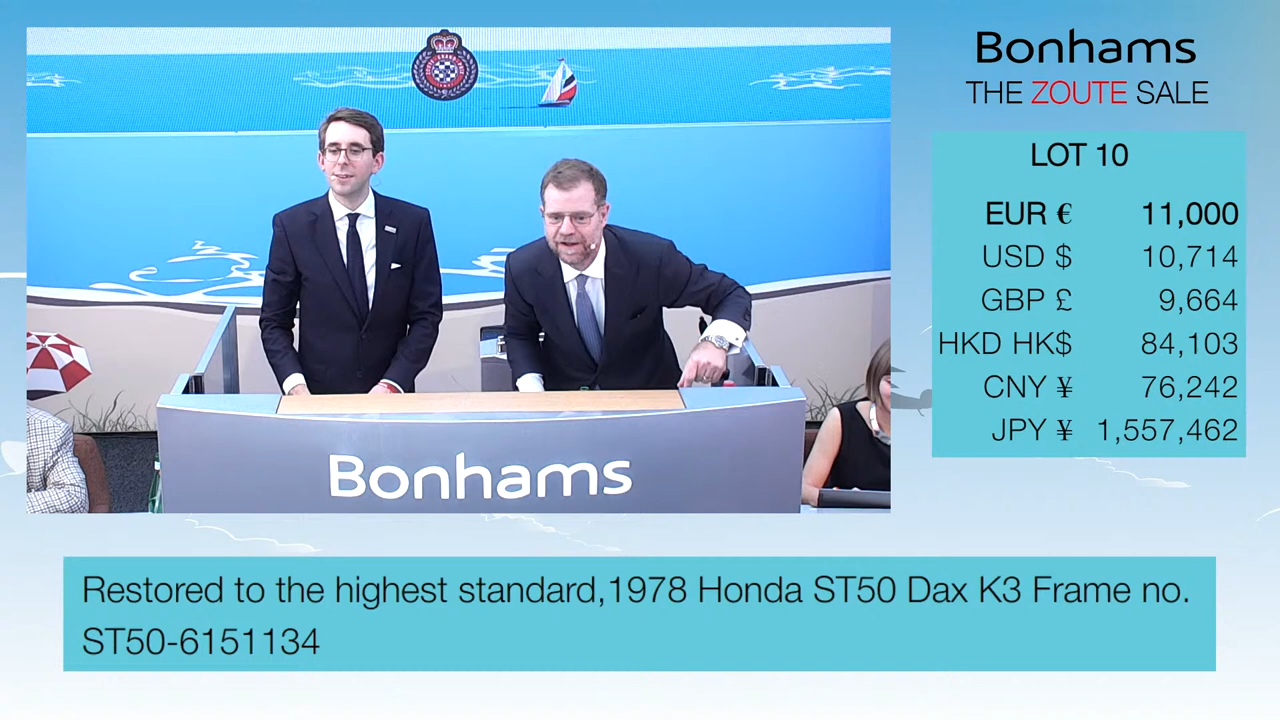 Bonhams
THE ZOUTE SALE
LOT 10
EUR € 11,000
USD $ 10,714
GBP £ 9,664
HKD HK$ 84,103
CNY ¥ 76,242
JPY ¥ 1,557,462
Bonhams
Restored to the highest standard,1978 Honda ST50 Dax K3 Frame no.
ST50-6151134